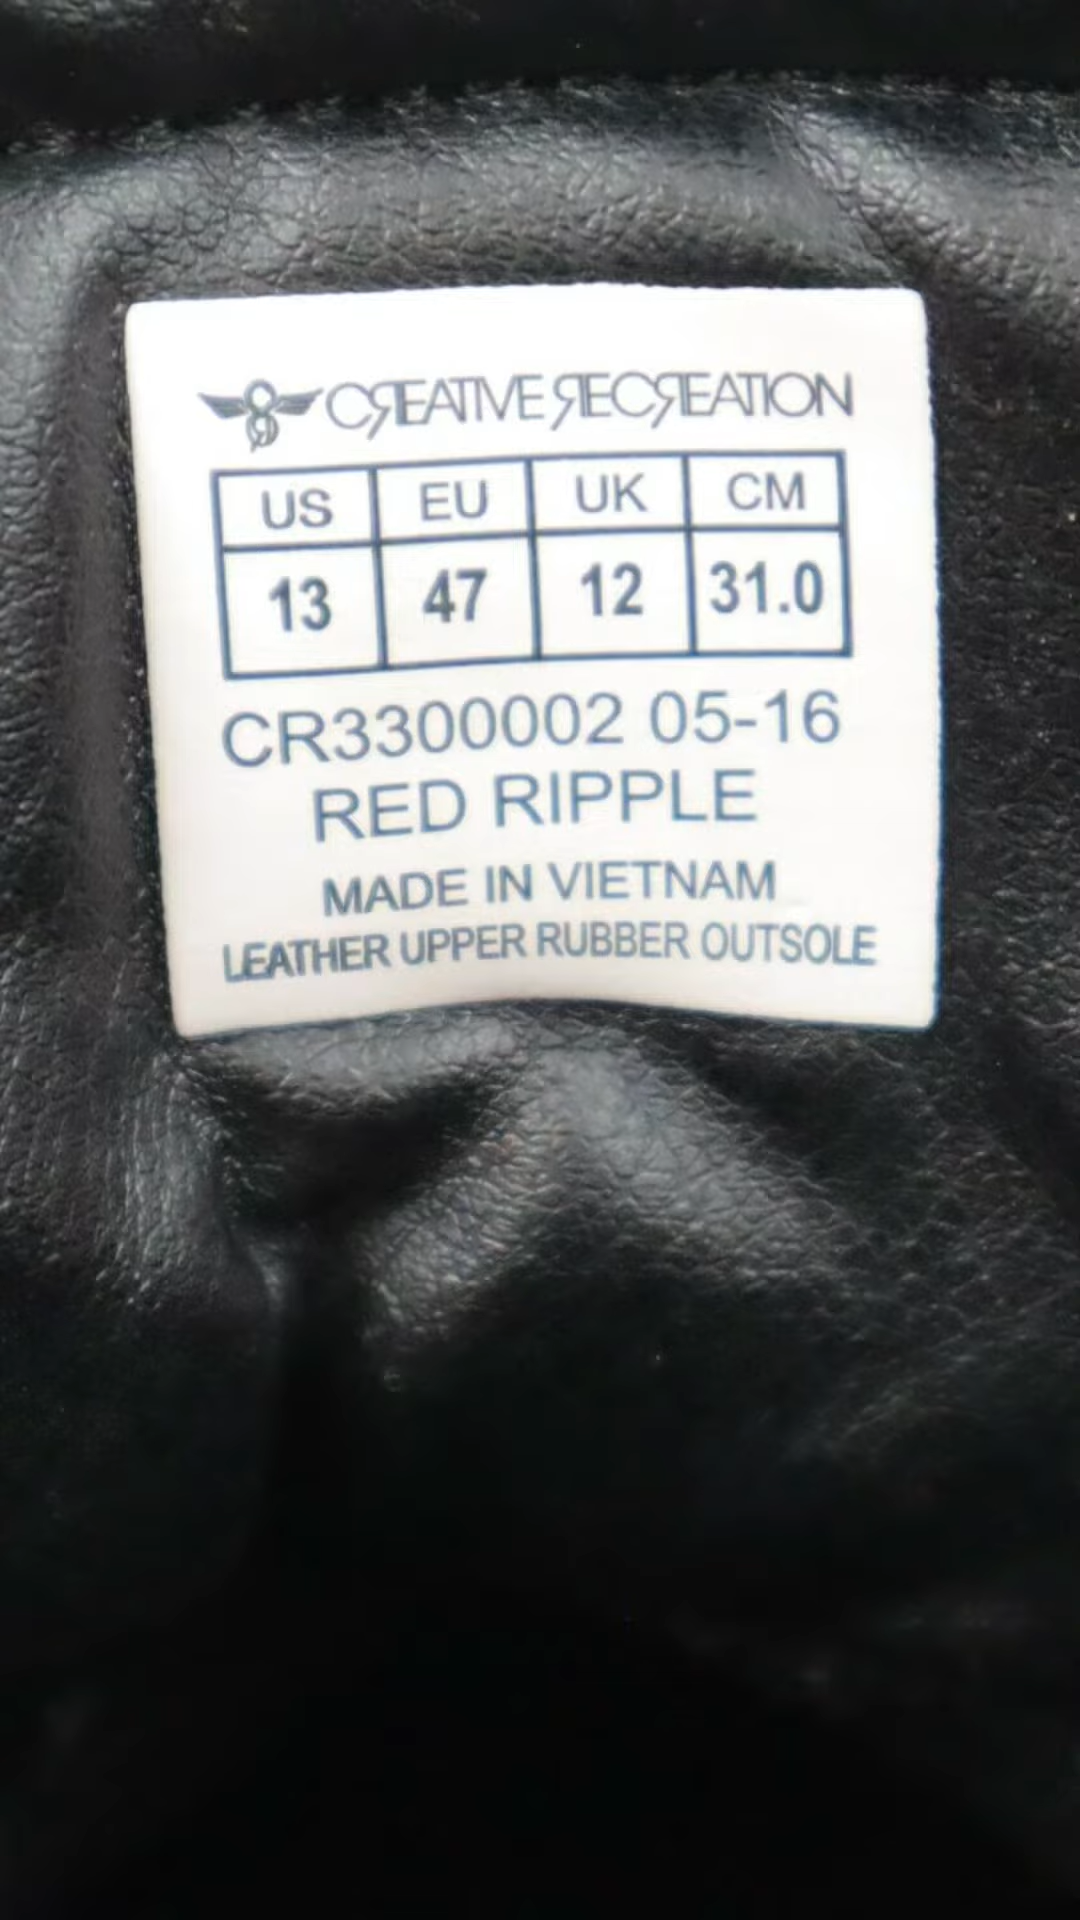 CREATIVE RECREATION
US EU UK CM
13 47 12 31.0
CR3300002 05-16
RED RIPPLE
MADE IN VIETNAM
LEATHER UPPER RUBBER OUTSOLE